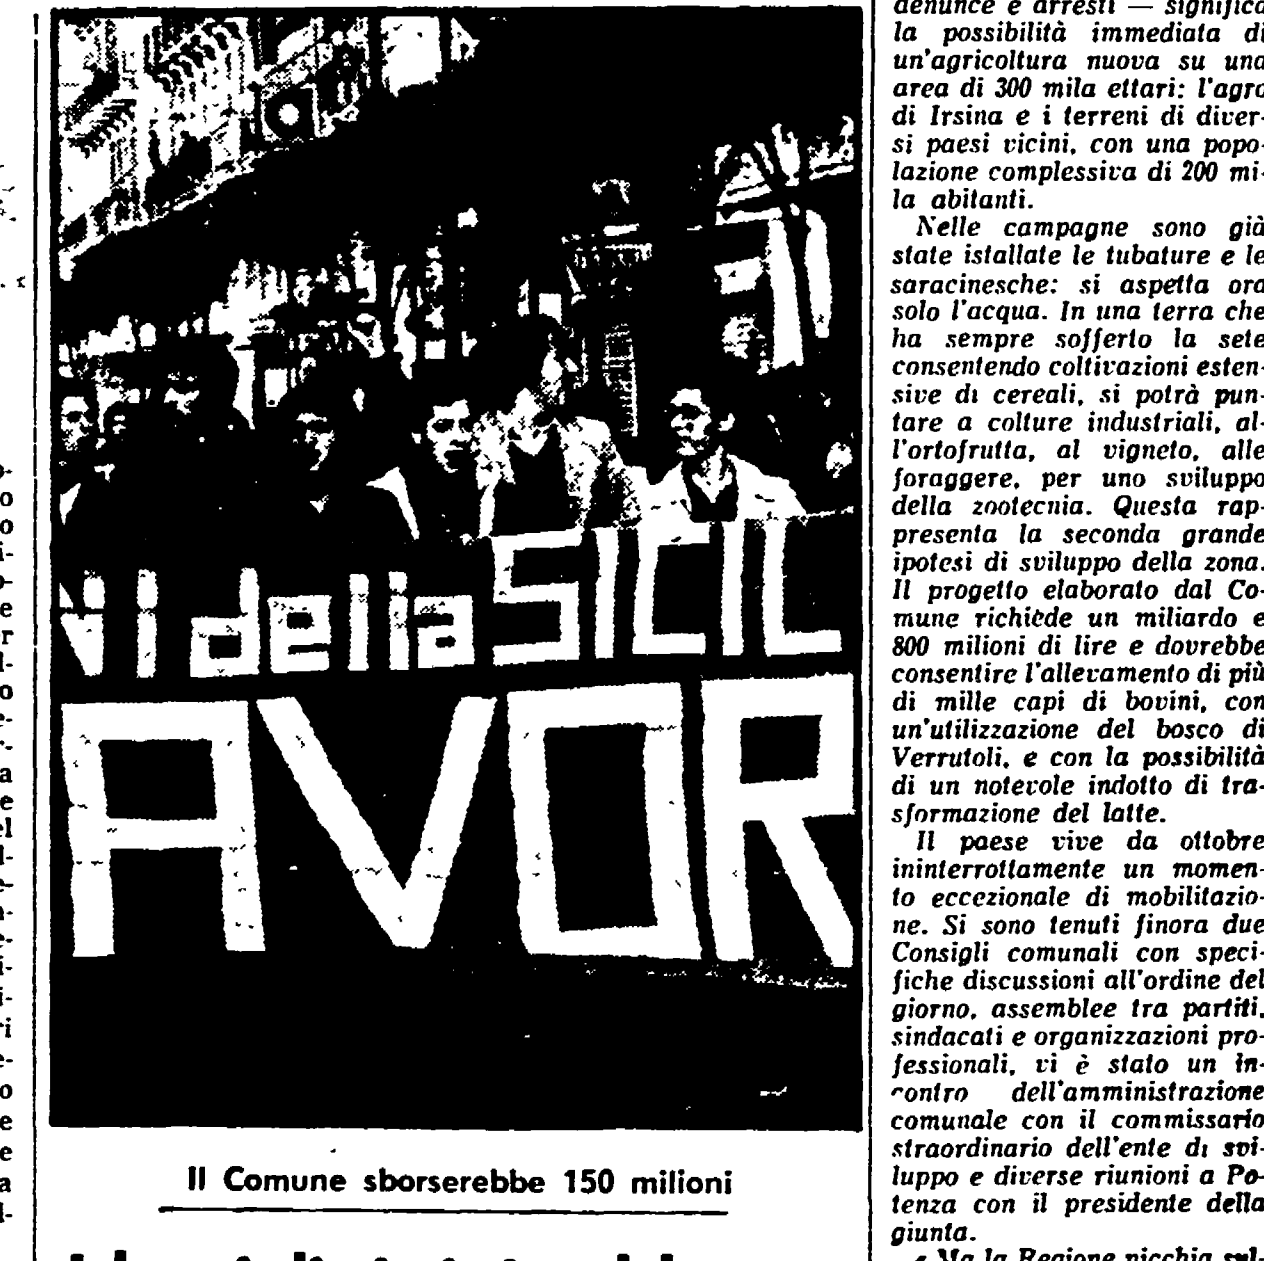 NI della SICIL
AVOR
Il Comune sborserebbe 150 milioni
denunce e arresti — significa
la possibilità immediata di
un'agricoltura nuova su una
area di 300 mila ettari: l'agro
di Irsina e i terreni di diver-
si paesi vicini, con una popo-
lazione complessiva di 200 mi-
la abitanti.
Nelle campagne sono già
state istallate le tubature e le
saracinesche: si aspetta ora
solo l'acqua. In una terra che
ha sempre sofferto la sete
consentendo coltivazioni esten-
sive di cereali, si potrà pun-
tare a colture industriali, al-
l'ortofrutta, al vigneto, alle
foraggere, per uno sviluppo
della zootecnia. Questa rap-
presenta la seconda grande
ipotesi di sviluppo della zona.
Il progetto elaborato dal Co-
mune richiede un miliardo e
800 milioni di lire e dovrebbe
consentire l'allevamento di più
di mille capi di bovini, con
un'utilizzazione del bosco di
Verrutoli, e con la possibilità
di un notevole indotto di tra-
sformazione del latte.
Il paese vive da ottobre
ininterrottamente un momen-
to eccezionale di mobilitazio-
ne. Si sono tenuti finora due
Consigli comunali con speci-
fiche discussioni all'ordine del
giorno, assemblee tra partiti,
sindacati e organizzazioni pro-
fessionali, vi è stato un in-
contro dell'amministrazione
comunale con il commissario
straordinario dell'ente di svi-
luppo e diverse riunioni a Po-
tenza con il presidente della
giunta.
« Ma la Regione nicchia sul-